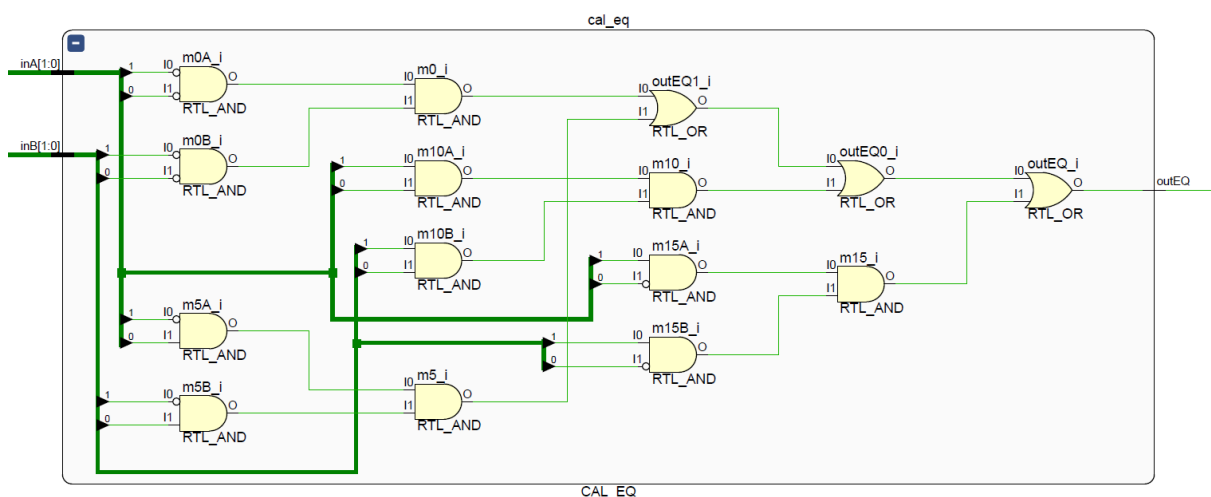 cal_eq
inA[1:0]
1
0
I0
I1
m0A_i
O
RTL_AND
I0
I1
m0_i
O
RTL_AND
I0
I1
outEQ1_i
O
RTL_OR
inB[1:0]
1
0
I0
I1
m0B_i
O
RTL_AND
1
0
I0
I1
m10A_i
O
RTL_AND
I0
I1
m10_i
O
RTL_AND
I0
I1
outEQ0_i
O
RTL_OR
I0
I1
outEQ_i
O
RTL_OR
outEQ
1
0
I0
I1
m10B_i
O
RTL_AND
1
0
I0
I1
m15A_i
O
RTL_AND
I0
I1
m15_i
O
RTL_AND
1
0
I0
I1
m5A_i
O
RTL_AND
1
0
I0
I1
m15B_i
O
RTL_AND
1
0
I0
I1
m5B_i
O
RTL_AND
I0
I1
m5_i
O
RTL_AND
CAL_EQ